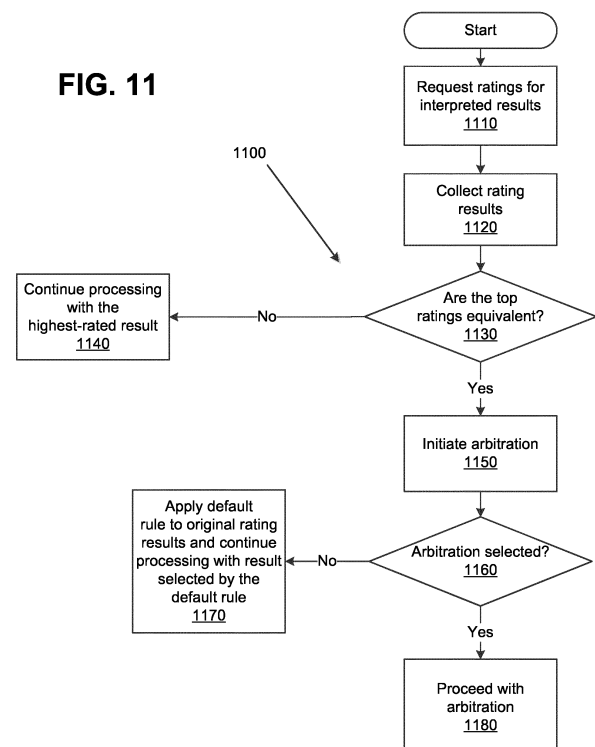 Start
FIG. 11
Request ratings for
interpreted results
1110
1100
Collect rating
results
1120
Are the top
ratings equivalent?
1130
No
Continue processing
with the
highest-rated result
1140
Yes
Initiate arbitration
1150
Arbitration selected?
1160
No
Apply default
rule to original rating
results and continue
processing with result
selected by the
default rule
1170
Yes
Proceed with
arbitration
1180